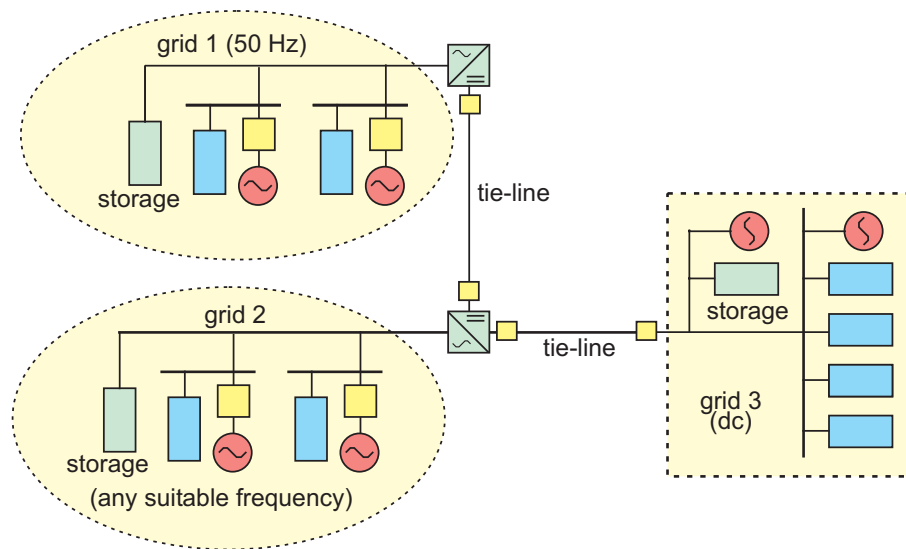 grid 1 (50 Hz)
storage
tie-line
grid 2
tie-line
storage
(any suitable frequency)
storage
grid 3
(dc)